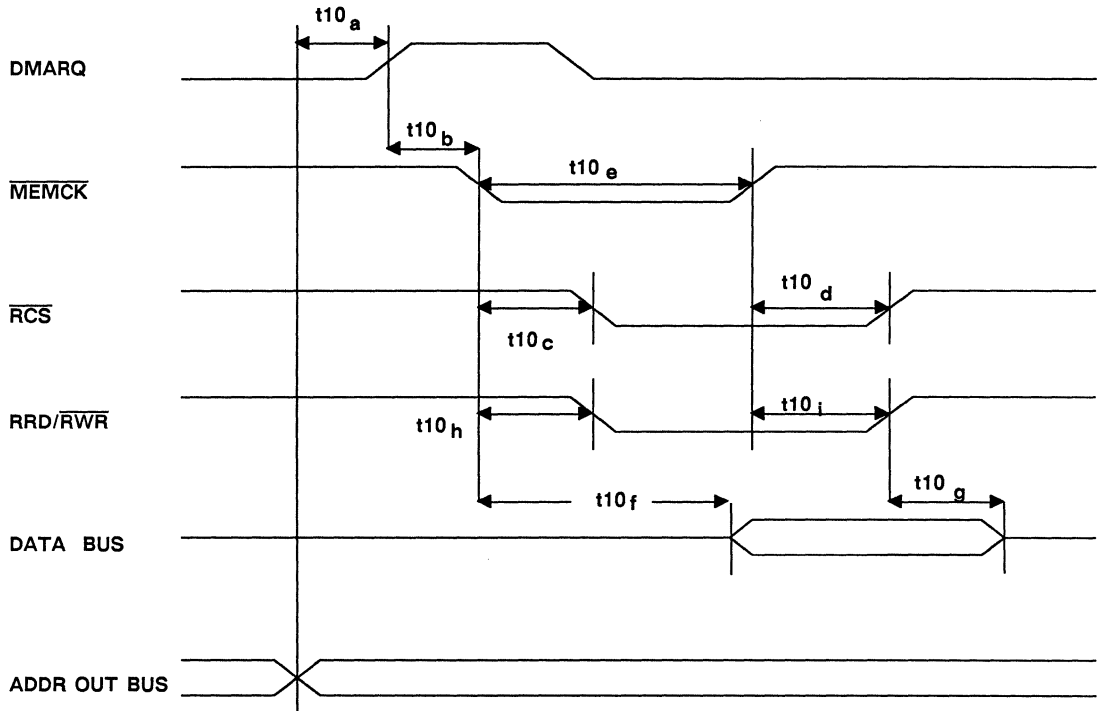 t10a
DMARQ
t10b
MEMCK
t10e
RCS
t10d
t10c
RRD/RWR
t10h
t10i
t10f
t10g
DATA BUS
ADDR OUT BUS